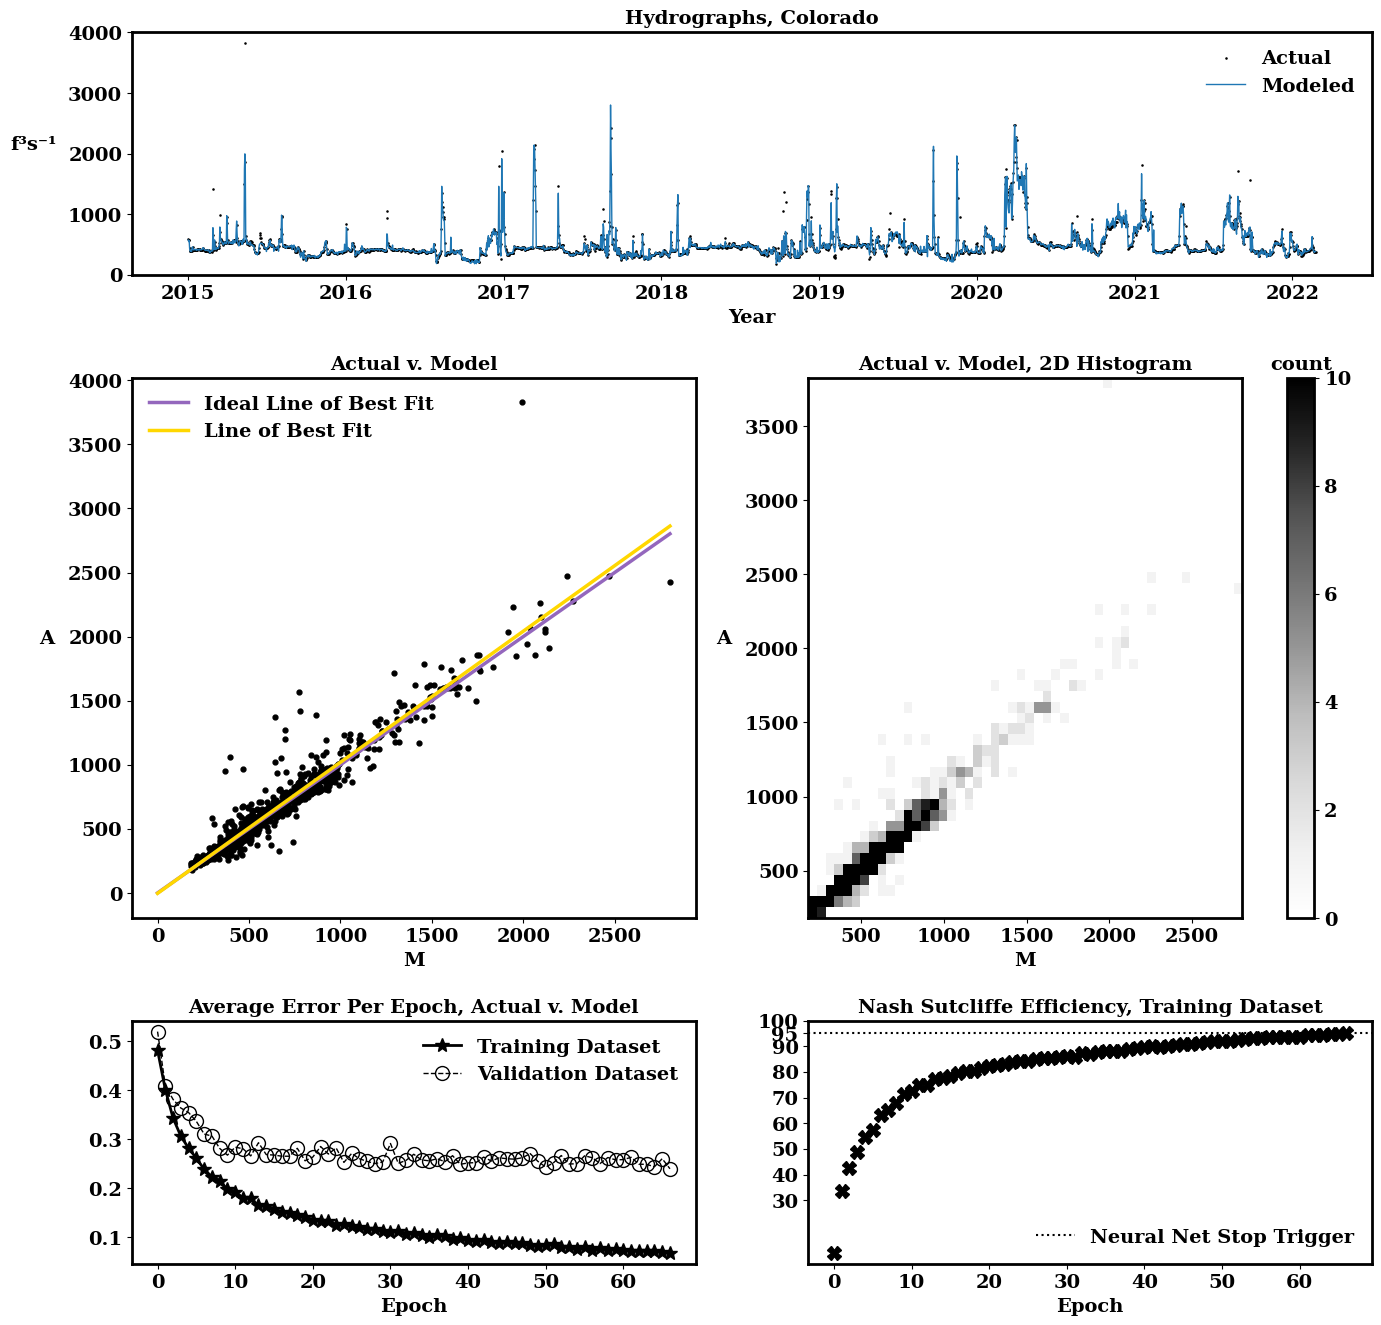 Hydrographs, Colorado
4000
3000
f³s⁻¹
2000
1000
0
Actual
Modeled
2015 2016 2017 2018 2019 2020 2021 2022
Year
Actual v. Model
4000
3500
3000
2500
2000
A
1500
1000
500
0
Ideal Line of Best Fit
Line of Best Fit
0 500 1000 1500 2000 2500
M
Actual v. Model, 2D Histogram
3500
3000
2500
2000
A
1500
1000
500
500 1000 1500 2000 2500
M
count
10
8
6
4
2
0
Average Error Per Epoch, Actual v. Model
0.5
0.4
0.3
0.2
0.1
Training Dataset
Validation Dataset
0 10 20 30 40 50 60
Epoch
Nash Sutcliffe Efficiency, Training Dataset
100
95
90
80
70
60
50
40
30
Neural Net Stop Trigger
0 10 20 30 40 50 60
Epoch